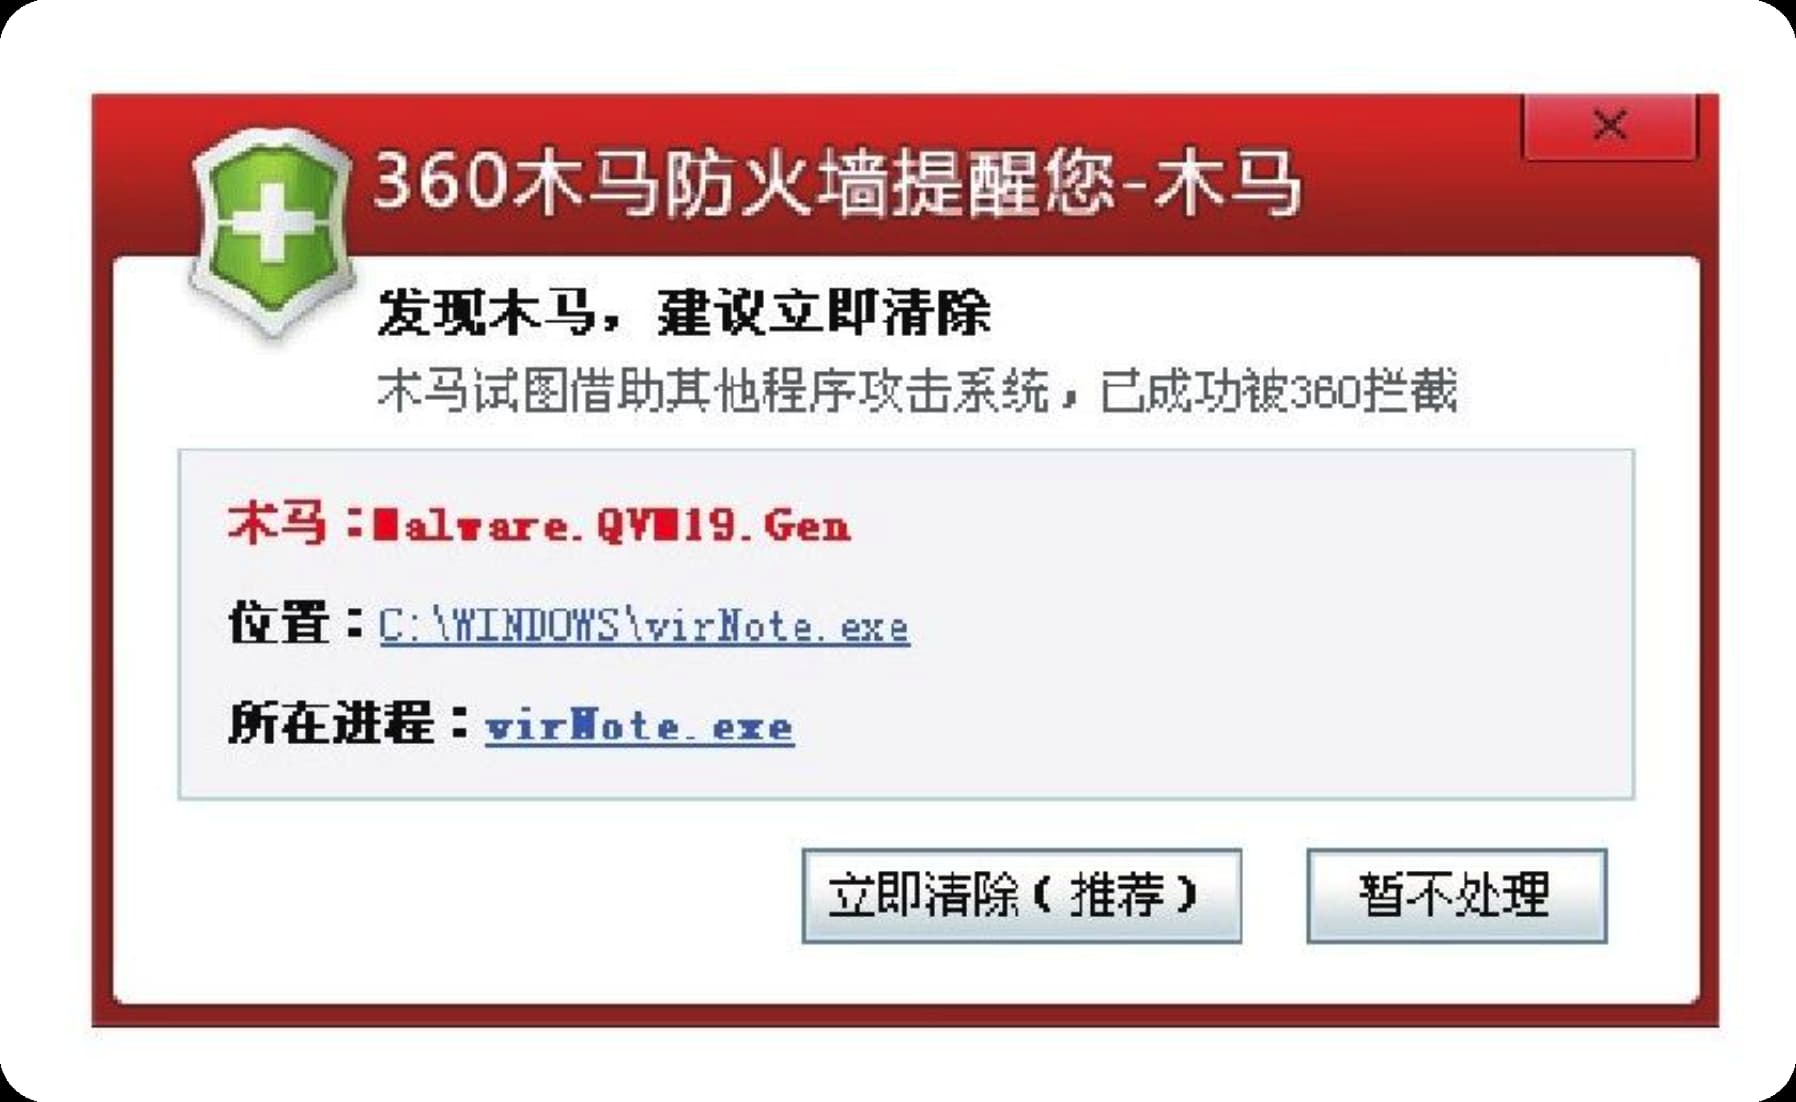 360木马防火墙提醒您-木马
发现木马，建议立即清除
木马试图借助其他程序攻击系统，已成功被360拦截
木马：Malware.QVM19.Gen
位置：C:\WINDOWS\virNote.exe
所在进程：virNote.exe
立即清除（推荐） 暂不处理